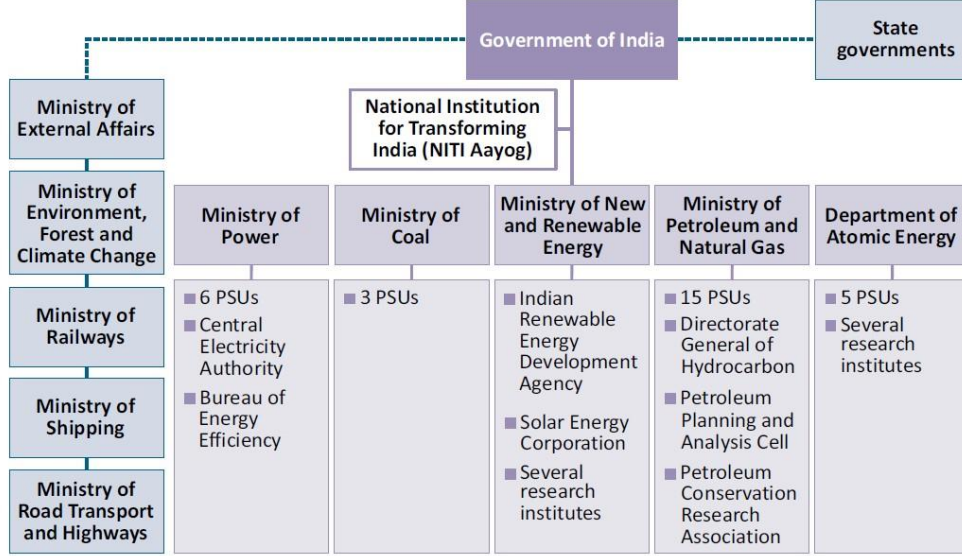 Government of India
State
governments
National Institution
for Transforming
India (NITI Aayog)
Ministry of
External Affairs
Ministry of
Environment,
Forest and
Climate Change
Ministry of
Railways
Ministry of
Shipping
Ministry of
Road Transport
and Highways
Ministry of
Power
6 PSUs
Central
Electricity
Authority
Bureau of
Energy
Efficiency
Ministry of
Coal
3 PSUs
Ministry of New
and Renewable
Energy
Indian
Renewable
Energy
Development
Agency
Solar Energy
Corporation
Several
research
institutes
Ministry of
Petroleum and
Natural Gas
15 PSUs
Directorate
General of
Hydrocarbon
Petroleum
Planning and
Analysis Cell
Petroleum
Conservation
Research
Association
Department of
Atomic Energy
5 PSUs
Several
research
institutes